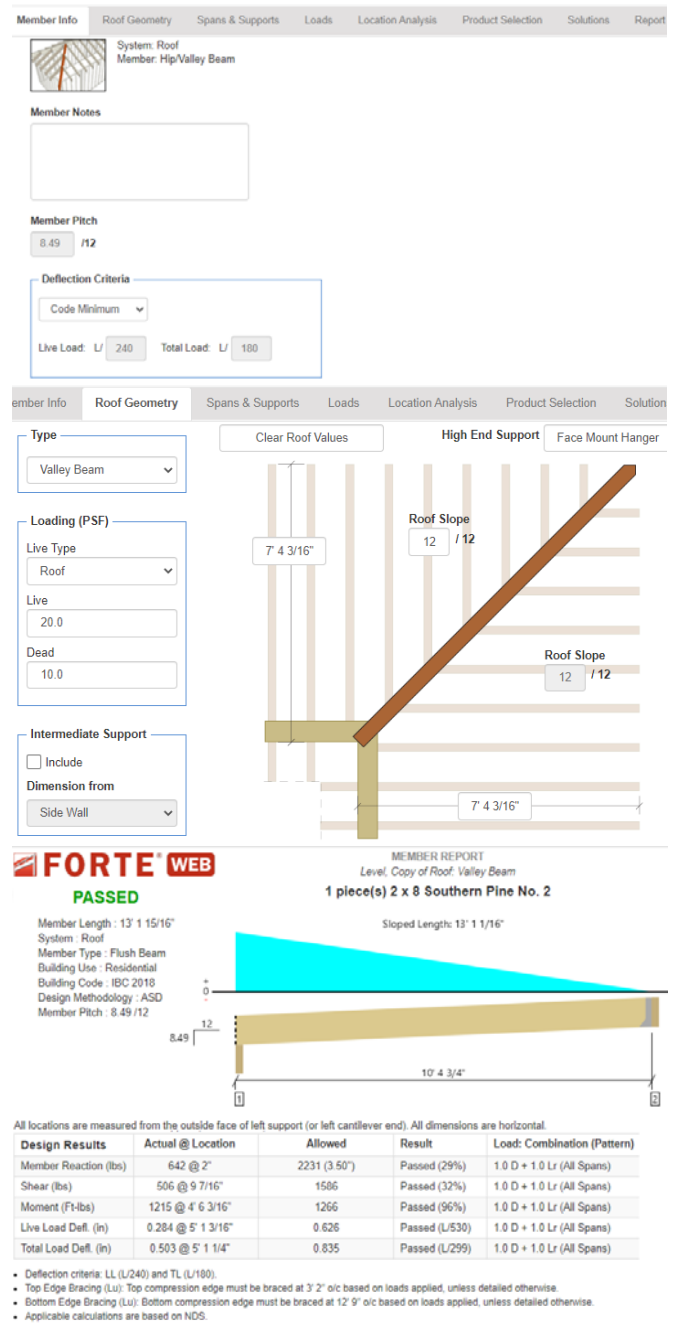 Member Info Roof Geometry Spans & Supports Loads Location Analysis Product Selection Solutions Report
System: Roof
Member: Hip/Valley Beam
Member Notes
Member Pitch
8.49 /12
Deflection Criteria
Code Minimum
Live Load: L/ 240 Total Load: L/ 180
ember Info Roof Geometry Spans & Supports Loads Location Analysis Product Selection Solution
Type
Clear Roof Values
High End Support Face Mount Hanger
Valley Beam
Loading (PSF)
Roof Slope
12 / 12
Live Type
7' 4 3/16"
Roof
Live
20.0
Dead
Roof Slope
10.0
12 / 12
Intermediate Support
Include
Dimension from
Side Wall
7' 4 3/16"
FORTE WEB
MEMBER REPORT
Level, Copy of Roof: Valley Beam
PASSED
1 piece(s) 2 x 8 Southern Pine No. 2
Member Length : 13' 1 15/16"
Sloped Length: 13' 1 1/16"
System : Roof
Member Type : Flush Beam
Building Use : Residential
Building Code : IBC 2018
Design Methodology : ASD
Member Pitch : 8.49 /12
+
0
-
12
8.49
10' 4 3/4"
1
2
All locations are measured from the outside face of left support (or left cantilever end). All dimensions are horizontal.
Design Results Actual @ Location Allowed Result Load: Combination (Pattern)
Member Reaction (lbs) 642 @ 2" 2231 (3.50") Passed (29%) 1.0 D + 1.0 Lr (All Spans)
Shear (lbs) 506 @ 9 7/16" 1586 Passed (32%) 1.0 D + 1.0 Lr (All Spans)
Moment (Ft-lbs) 1215 @ 4' 6 3/16" 1266 Passed (96%) 1.0 D + 1.0 Lr (All Spans)
Live Load Defl. (in) 0.284 @ 5' 1 3/16" 0.626 Passed (L/530) 1.0 D + 1.0 Lr (All Spans)
Total Load Defl. (in) 0.503 @ 5' 1 1/4" 0.835 Passed (L/299) 1.0 D + 1.0 Lr (All Spans)
• Deflection criteria: LL (L/240) and TL (L/180).
• Top Edge Bracing (Lu): Top compression edge must be braced at 3' 2" o/c based on loads applied, unless detailed otherwise.
• Bottom Edge Bracing (Lu): Bottom compression edge must be braced at 12' 9" o/c based on loads applied, unless detailed otherwise.
• Applicable calculations are based on NDS.